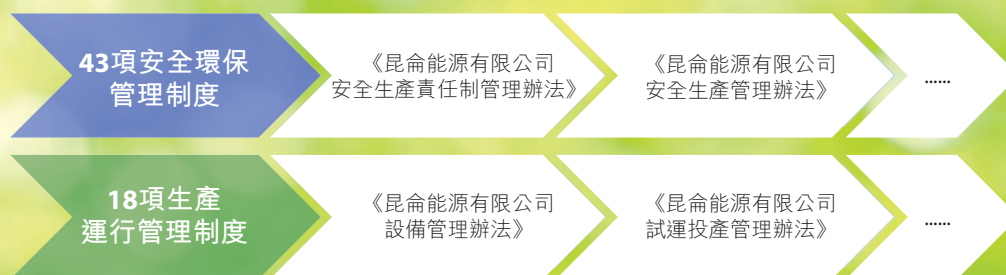 43項安全環保
管理制度
《昆侖能源有限公司
安全生產責任制管理辦法》
《昆侖能源有限公司
安全生產管理辦法》
......
18項生產
運行管理制度
《昆侖能源有限公司
設備管理辦法》
《昆侖能源有限公司
試運投產管理辦法》
......